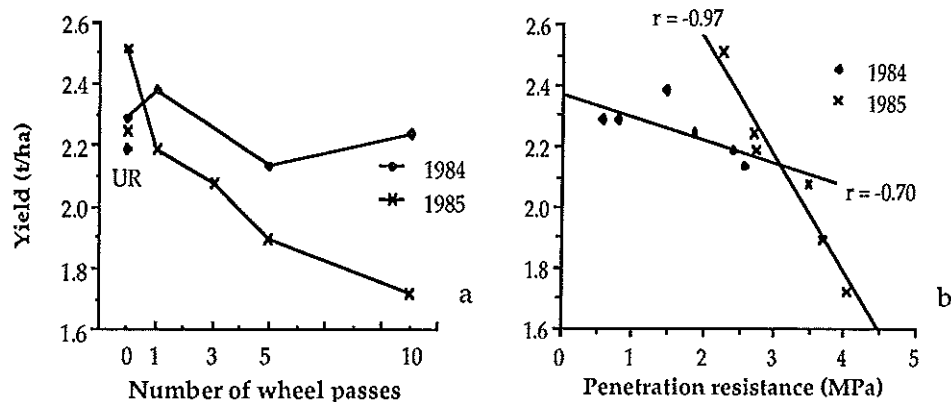 Yield (t/ha)
2.6
2.4
2.2
2.0
1.8
1.6
UR
1984
1985
a
0 1 3 5 10
Number of wheel passes
2.6
2.4
2.2
2.0
1.8
1.6
r = -0.97
1984
1985
r = -0.70
b
0 1 2 3 4 5
Penetration resistance (MPa)